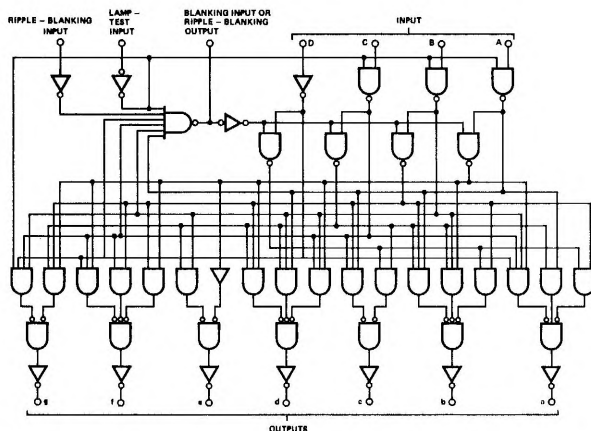 RIPPLE – BLANKING
INPUT
LAMP –
TEST
INPUT
BLANKING INPUT OR
RIPPLE – BLANKING
OUTPUT
INPUT
D
C
B
A
g
f
e
d
c
b
a
OUTPUTS